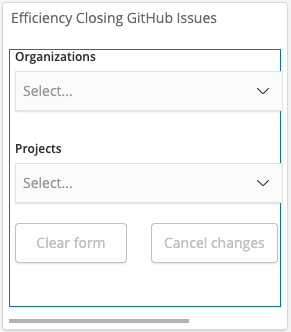 Efficiency Closing GitHub Issues
Organizations
Select...
Projects
Select...
Clear form
Cancel changes